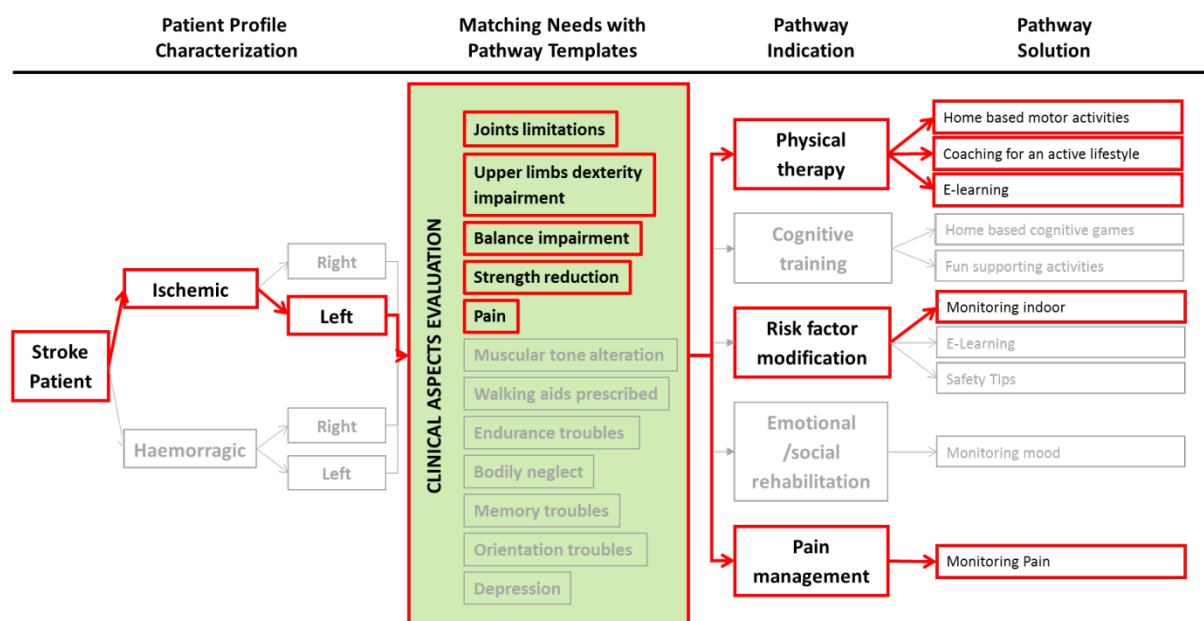 Patient Profile
Characterization
Matching Needs with
Pathway Templates
Pathway
Indication
Pathway
Solution
Stroke
Patient
Ischemic
Right
Left
Haemorragic
Right
Left
CLINICAL ASPECTS EVALUATION
Joints limitations
Upper limbs dexterity
impairment
Balance impairment
Strength reduction
Pain
Muscular tone alteration
Walking aids prescribed
Endurance troubles
Bodily neglect
Memory troubles
Orientation troubles
Depression
Physical
therapy
Home based motor activities
Coaching for an active lifestyle
E-learning
Cognitive
training
Home based cognitive games
Fun supporting activities
Risk factor
modification
Monitoring indoor
E-Learning
Safety TIps
Emotional
/social
rehabilitation
Monitoring mood
Pain
management
Monitoring Pain